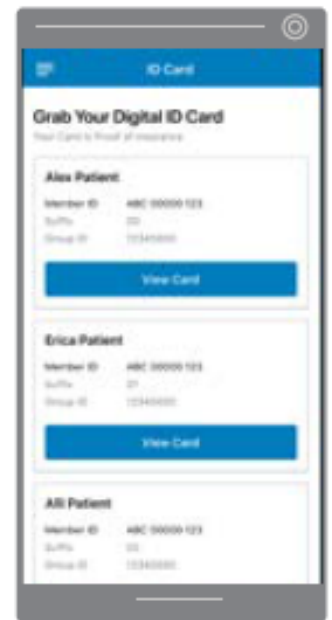 ID Card
Grab Your Digital ID Card
Your Card is Proof of Insurance
Alex Patient
Member ID ABC 00000 123
Suffix
Group ID 12345600
View Card
Erica Patient
Member ID ABC 00000 123
Suffix
Group ID
View Card
Alli Patient
Member ID ABC 00000 123
Suffix
Group ID